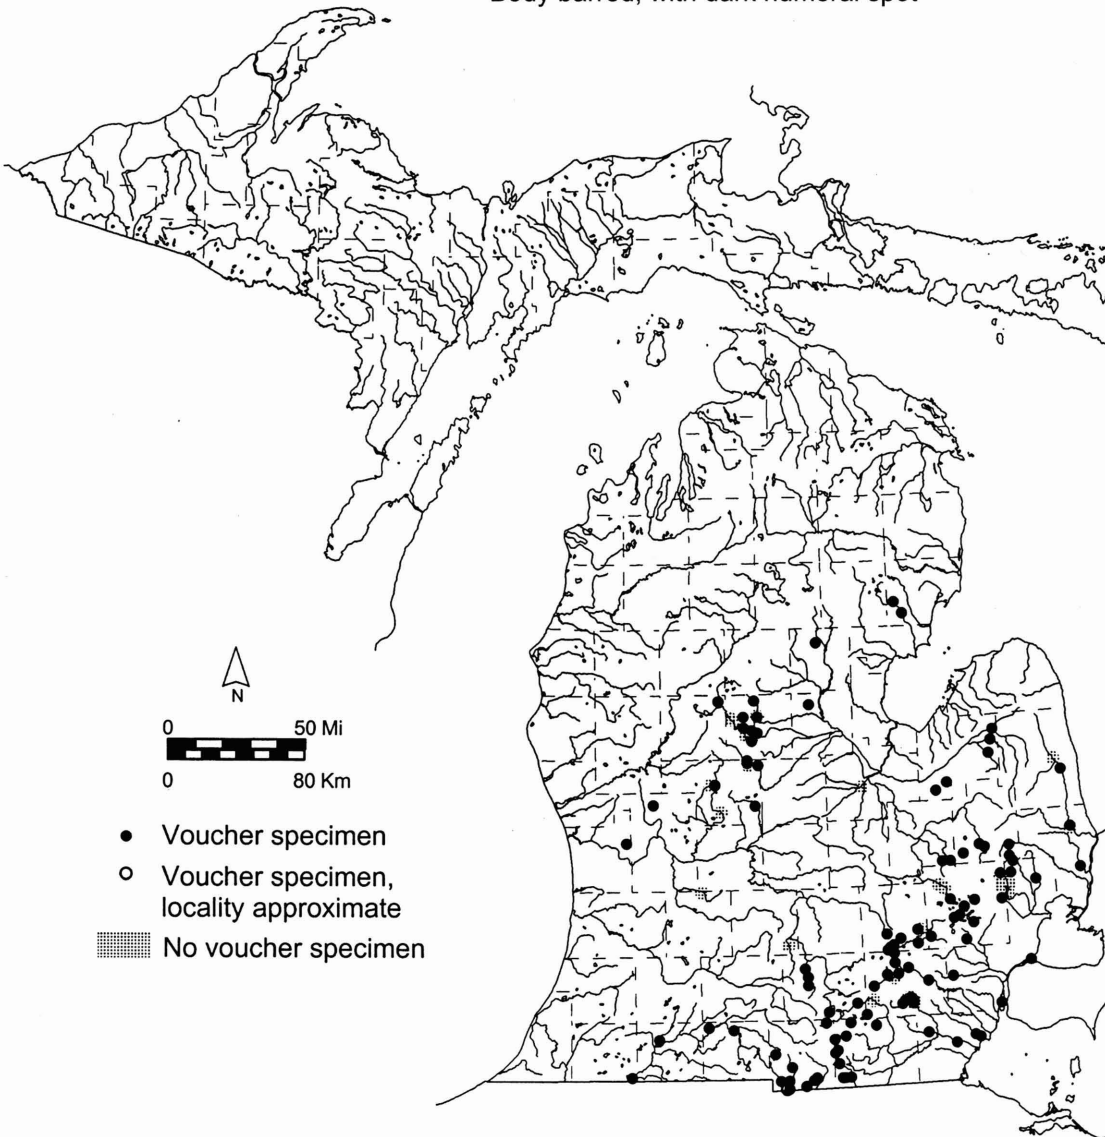 Body barred, with dark humeral spot
N
0 50 Mi
0 80 Km
Voucher specimen
Voucher specimen,
locality approximate
No voucher specimen